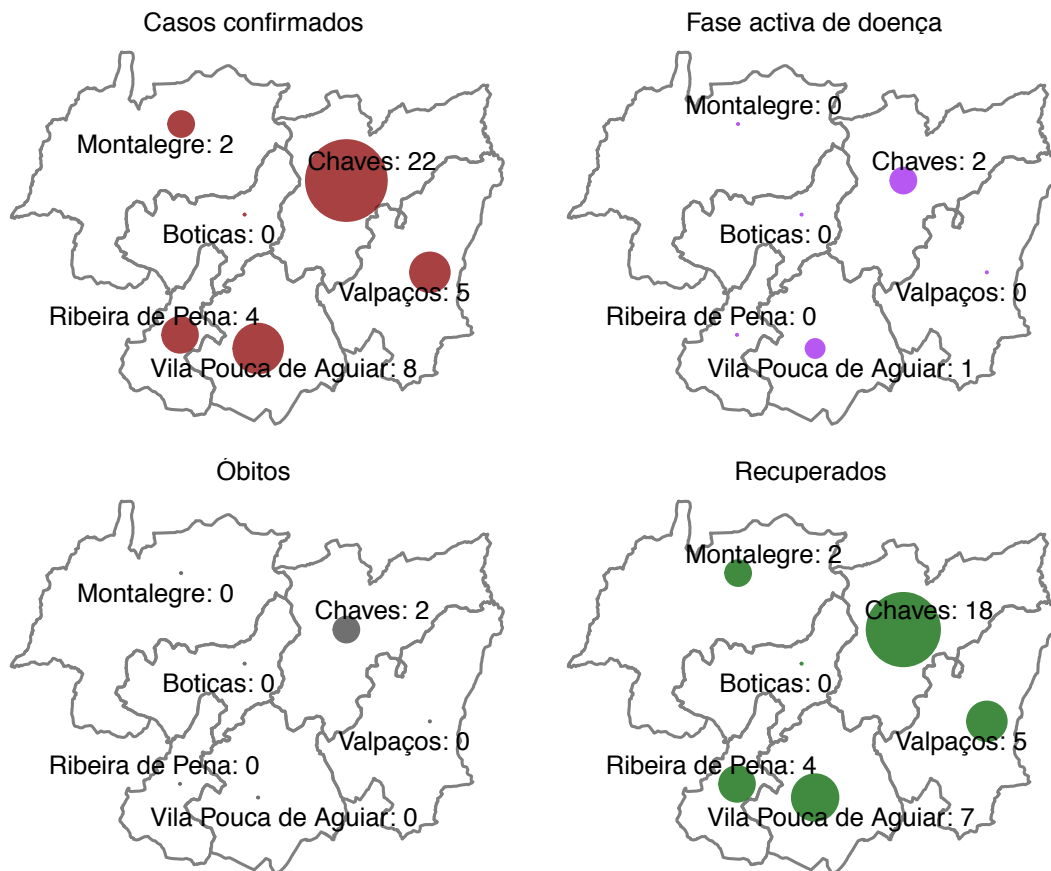 Casos confirmados
Montalegre: 2
Chaves: 22
Boticas: 0
Valpaços: 5
Ribeira de Pena: 4
Vila Pouca de Aguiar: 8
Fase activa de doença
Montalegre: 0
Chaves: 2
Boticas: 0
Valpaços: 0
Ribeira de Pena: 0
Vila Pouca de Aguiar: 1
Óbitos
Montalegre: 0
Chaves: 2
Boticas: 0
Valpaços: 0
Ribeira de Pena: 0
Vila Pouca de Aguiar: 0
Recuperados
Montalegre: 2
Chaves: 18
Boticas: 0
Valpaços: 5
Ribeira de Pena: 4
Vila Pouca de Aguiar: 7